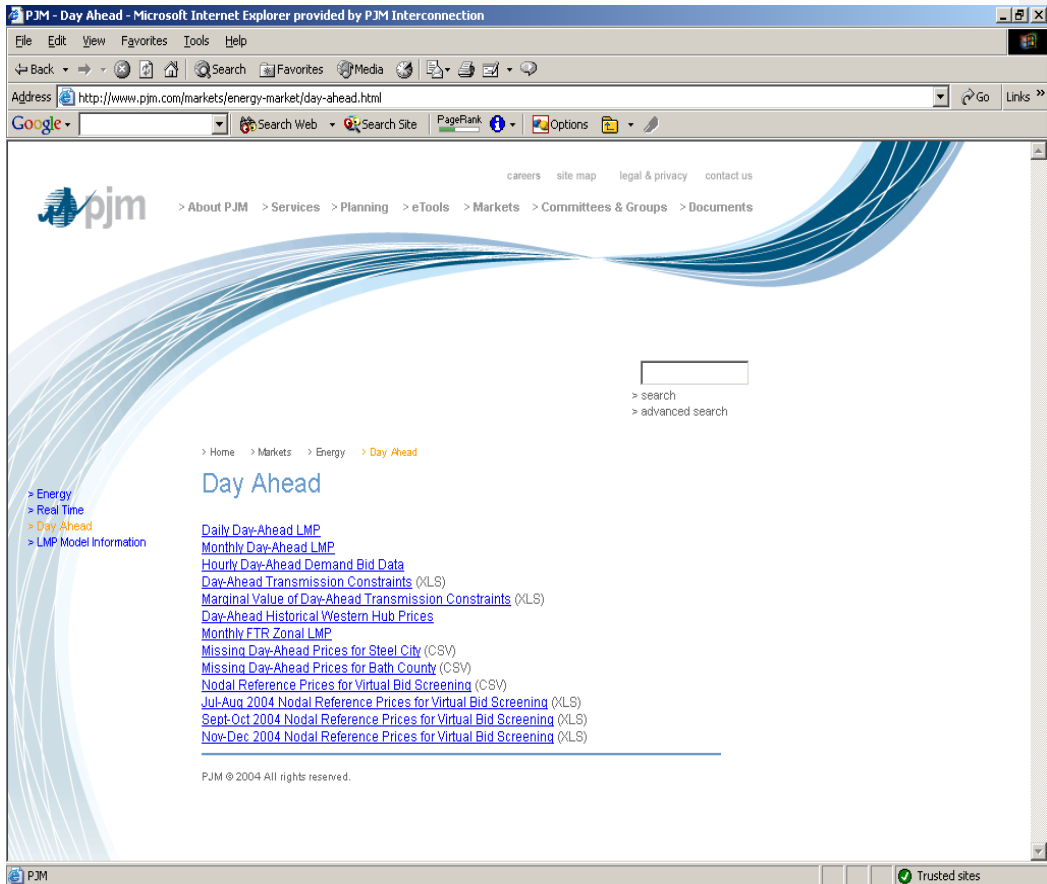 PJM - Day Ahead - Microsoft Internet Explorer provided by PJM Interconnection
File Edit View Favorites Tools Help
Back Search Favorites Media
Address http://www.pjm.com/markets/energy-market/day-ahead.html Go Links »
Google Search Web Search Site PageRank Options
careers site map legal & privacy contact us
pjm > About PJM > Services > Planning > eTools > Markets > Committees & Groups > Documents
> search
> advanced search
> Home > Markets > Energy > Day Ahead
Day Ahead
> Energy
> Real Time
> Day Ahead
> LMP Model Information
Daily Day-Ahead LMP
Monthly Day-Ahead LMP
Hourly Day-Ahead Demand Bid Data
Day-Ahead Transmission Constraints (XLS)
Marginal Value of Day-Ahead Transmission Constraints (XLS)
Day-Ahead Historical Western Hub Prices
Monthly FTR Zonal LMP
Missing Day-Ahead Prices for Steel City (CSV)
Missing Day-Ahead Prices for Bath County (CSV)
Nodal Reference Prices for Virtual Bid Screening (CSV)
Jul-Aug 2004 Nodal Reference Prices for Virtual Bid Screening (XLS)
Sept-Oct 2004 Nodal Reference Prices for Virtual Bid Screening (XLS)
Nov-Dec 2004 Nodal Reference Prices for Virtual Bid Screening (XLS)
PJM © 2004 All rights reserved.
PJM Trusted sites